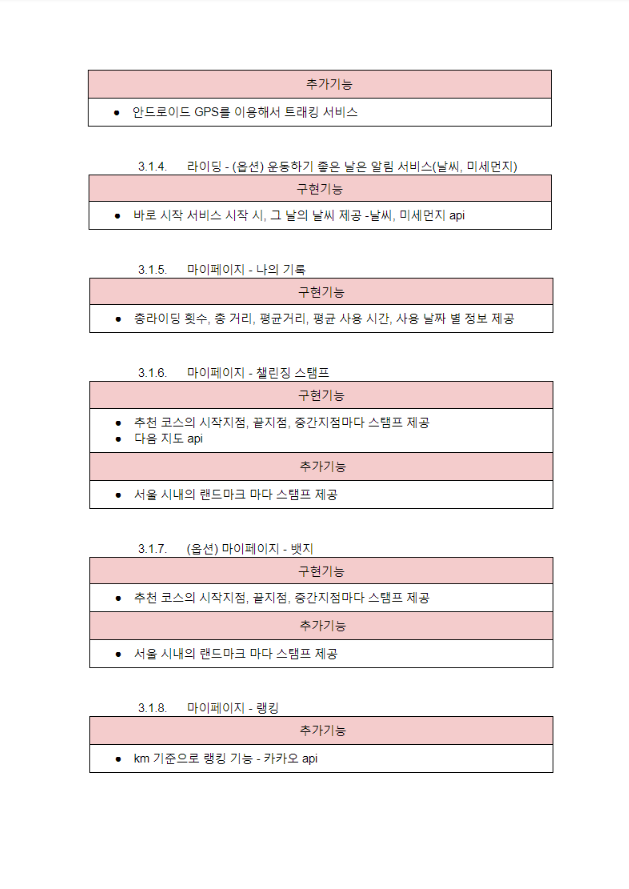 추가기능
● 안드로이드 GPS를 이용해서 트래킹 서비스
3.1.4. 라이딩 - (옵션) 운동하기 좋은 날은 알림 서비스(날씨, 미세먼지)
구현기능
● 바로 시작 서비스 시작 시, 그 날의 날씨 제공 -날씨, 미세먼지 api
3.1.5. 마이페이지 - 나의 기록
구현기능
● 총라이딩 횟수, 총 거리, 평균거리, 평균 사용 시간, 사용 날짜 별 정보 제공
3.1.6. 마이페이지 - 챌린징 스탬프
구현기능
● 추천 코스의 시작지점, 끝지점, 중간지점마다 스탬프 제공
● 다음 지도 api
추가기능
● 서울 시내의 랜드마크 마다 스탬프 제공
3.1.7. (옵션) 마이페이지 - 뱃지
구현기능
● 추천 코스의 시작지점, 끝지점, 중간지점마다 스탬프 제공
추가기능
● 서울 시내의 랜드마크 마다 스탬프 제공
3.1.8. 마이페이지 - 랭킹
추가기능
● km 기준으로 랭킹 기능 - 카카오 api